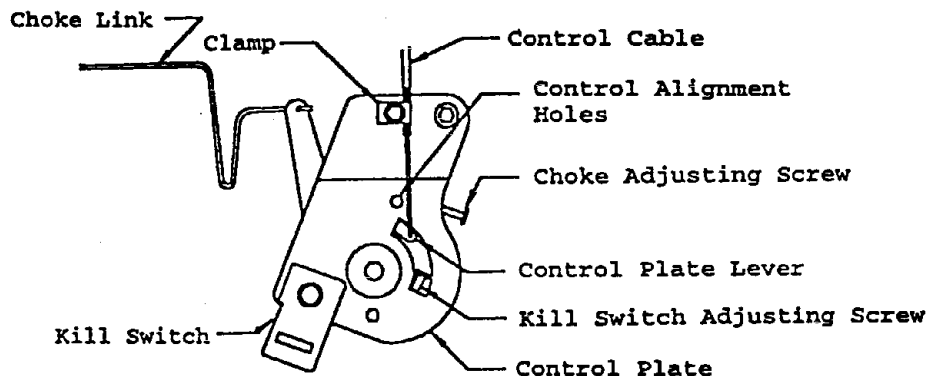 Choke Link
Clamp
Control Cable
Control Alignment
Holes
Choke Adjusting Screw
Control Plate Lever
Kill Switch Adjusting Screw
Kill Switch
Control Plate